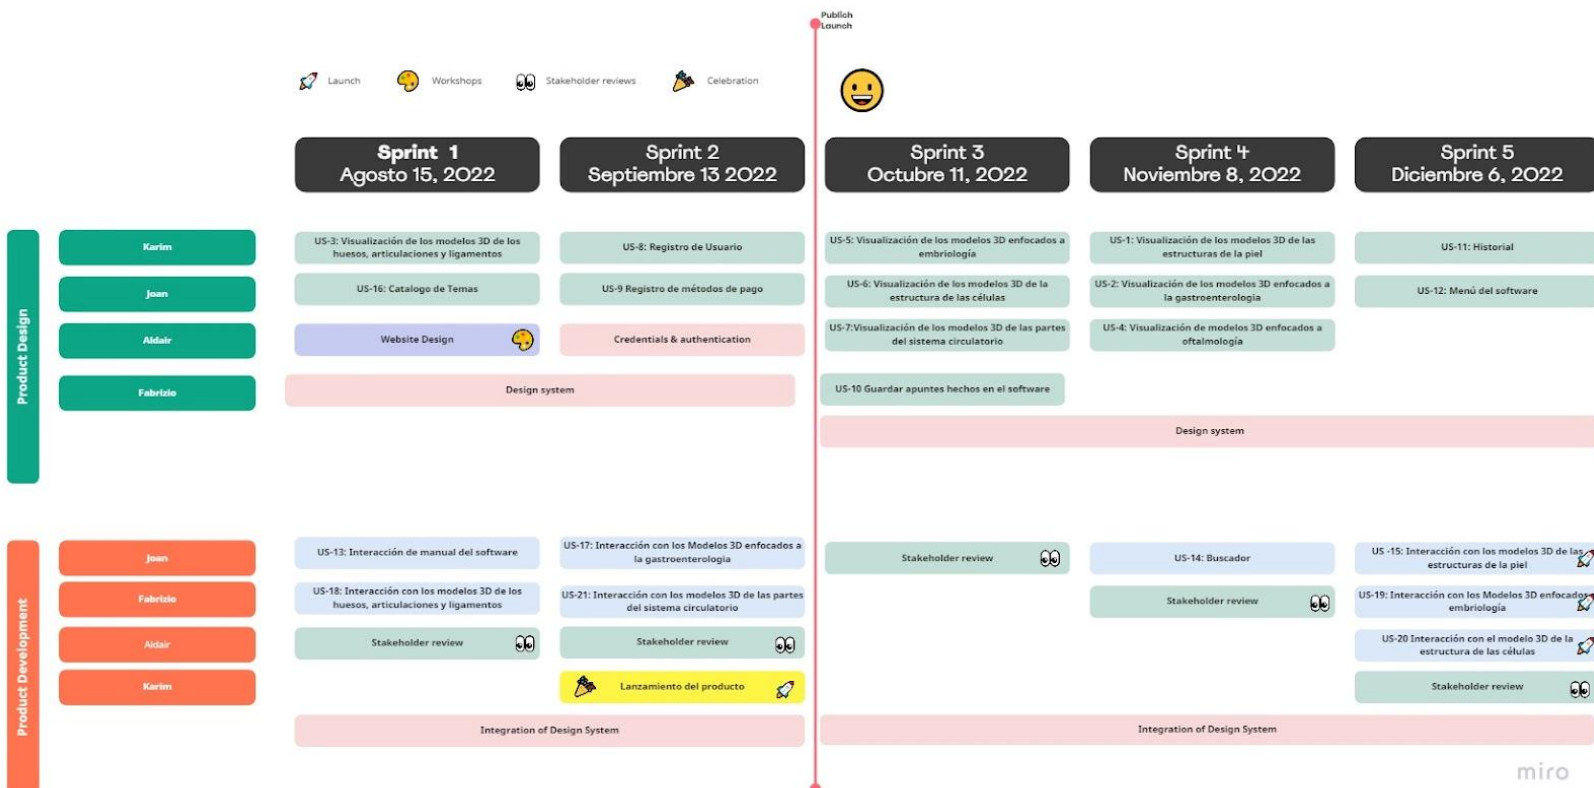 Publich
Launch
Launch
Workshops
Stakeholder reviews
Celebration
Sprint 1
Agosto 15, 2022
Sprint 2
Septiembre 13 2022
Sprint 3
Octubre 11, 2022
Sprint 4
Noviembre 8, 2022
Sprint 5
Diciembre 6, 2022
Product Design
Karim
US-3: Visualización de los modelos 3D de los
huesos, articulaciones y ligamentos
US-8: Registro de Usuario
US-5: Visualización de los modelos 3D enfocados a
embriología
US-1: Visualización de los modelos 3D de las
estructuras de la piel
US-11: Historial
Joan
US-16: Catalogo de Temas
US-9 Registro de métodos de pago
US-6: Visualización de los modelos 3D de la
estructura de las células
US-2: Visualización de los modelos 3D enfocados a
la gastroenterologia
US-12: Menú del software
Aldair
Website Design
Credentials & authentication
US-7:Visualización de los modelos 3D de las partes
del sistema circulatorio
US-4: Visualización de modelos 3D enfocados a
oftalmología
Fabrizio
Design system
US-10 Guardar apuntes hechos en el software
Design system
Product Development
Joan
US-13: Interacción de manual del software
US-17: Interacción con los Modelos 3D enfocados a
la gastroenterologia
Stakeholder review
US-14: Buscador
US -15: Interacción con los modelos 3D de las
estructuras de la piel
Fabrizio
US-18: Interacción con los modelos 3D de los
huesos, articulaciones y ligamentos
US-21: Interacción con los modelos 3D de las partes
del sistema circulatorio
Stakeholder review
US-19: Interacción con los Modelos 3D enfocados
embriología
Aldair
Stakeholder review
Stakeholder review
US-20 Interacción con el modelo 3D de la
estructura de las células
Karim
Lanzamiento del producto
Stakeholder review
Integration of Design System
Integration of Design System
miro